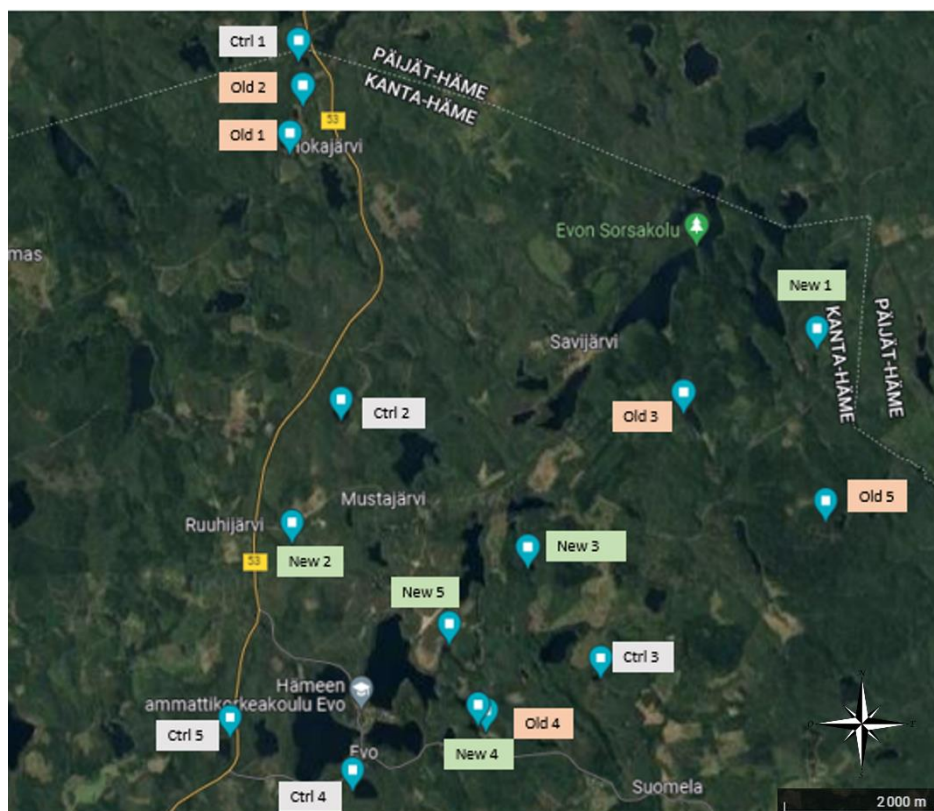 Ctrl 1
PÄIJÄT-HÄME
KANTA-HÄME
Old 2
53
Old 1
okajärvi
Evon Sorsakolu
mas
New 1
KANTA-HÄME
PÄIJÄT-HÄME
Savijärvi
Old 3
Ctrl 2
Old 5
Mustajärvi
Ruuhijärvi
New 3
53
New 2
New 5
Ctrl 3
Hämeen
ammattikorkeakoulu Evo
Old 4
Ctrl 5
Evo
New 4
Ctrl 4
Suomela
2 000 m